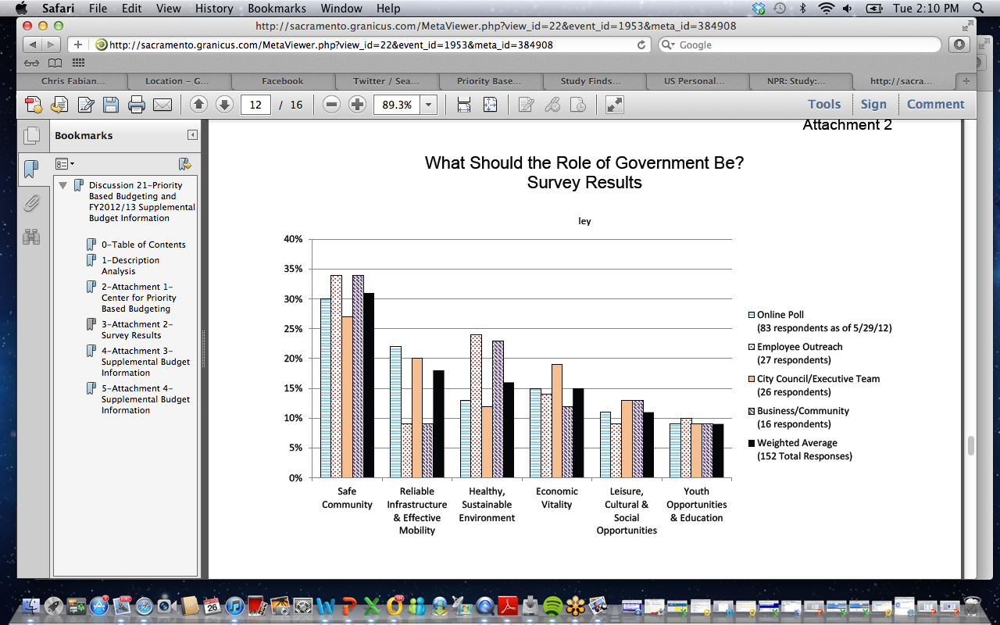 Safari File Edit View History Bookmarks Window Help Tue 2:10 PM
http://sacramento.granicus.com/MetaViewer.php?view_id=22&event_id=1953&meta_id=384908
http://sacramento.granicus.com/MetaViewer.php?view_id=22&event_id=1953&meta_id=384908 Google
Chris Fabian... Location – G... Facebook Twitter / Sea... Priority Base... Study Finds... US Personal... NPR: Study:... http://sacra...
12 / 16 89.3% Tools Sign Comment
Bookmarks
Discussion 21-Priority
Based Budgeting and
FY2012/13 Supplemental
Budget Information
0-Table of Contents
1-Description
Analysis
2-Attachment 1-
Center for Priority
Based Budgeting
3-Attachment 2-
Survey Results
4-Attachment 3-
Supplemental Budget
Information
5-Attachment 4-
Supplemental Budget
Information
Attachment 2
What Should the Role of Government Be?
Survey Results
ley
40%
35%
30%
25%
20%
15%
10%
5%
0%
Safe
Community
Reliable
Infrastructure
& Effective
Mobility
Healthy,
Sustainable
Environment
Economic
Vitality
Leisure,
Cultural &
Social
Opportunities
Youth
Opportunities
& Education
Online Poll
(83 respondents as of 5/29/12)
Employee Outreach
(27 respondents)
City Council/Executive Team
(26 respondents)
Business/Community
(16 respondents)
Weighted Average
(152 Total Responses)
26